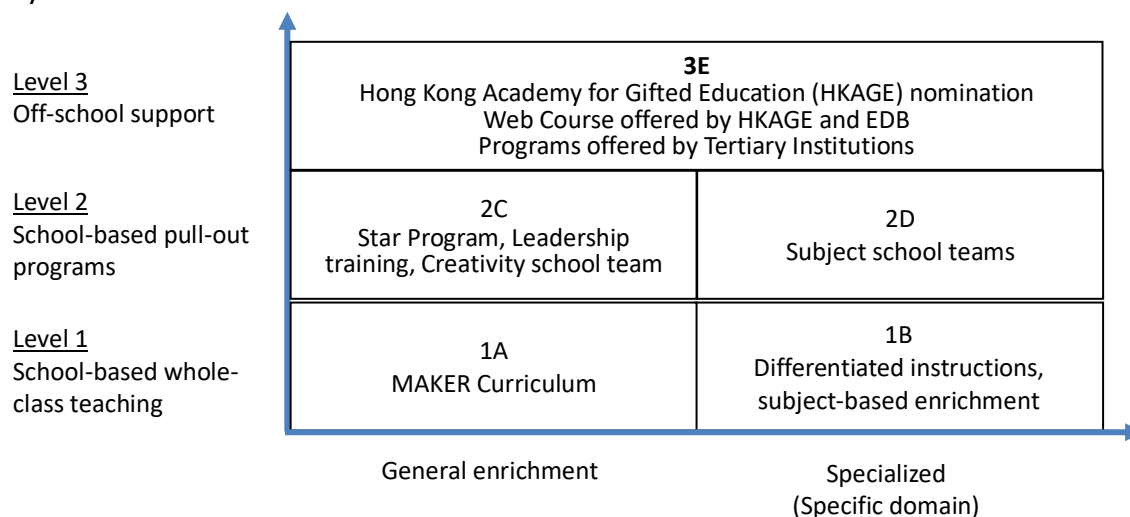 Level 3
Off-school support
3E
Hong Kong Academy for Gifted Education (HKAGE) nomination
Web Course offered by HKAGE and EDB
Programs offered by Tertiary Institutions
Level 2
School-based pull-out
programs
2C
Star Program, Leadership
training, Creativity school team
2D
Subject school teams
Level 1
School-based whole-
class teaching
1A
MAKER Curriculum
1B
Differentiated instructions,
subject-based enrichment
General enrichment
Specialized
(Specific domain)